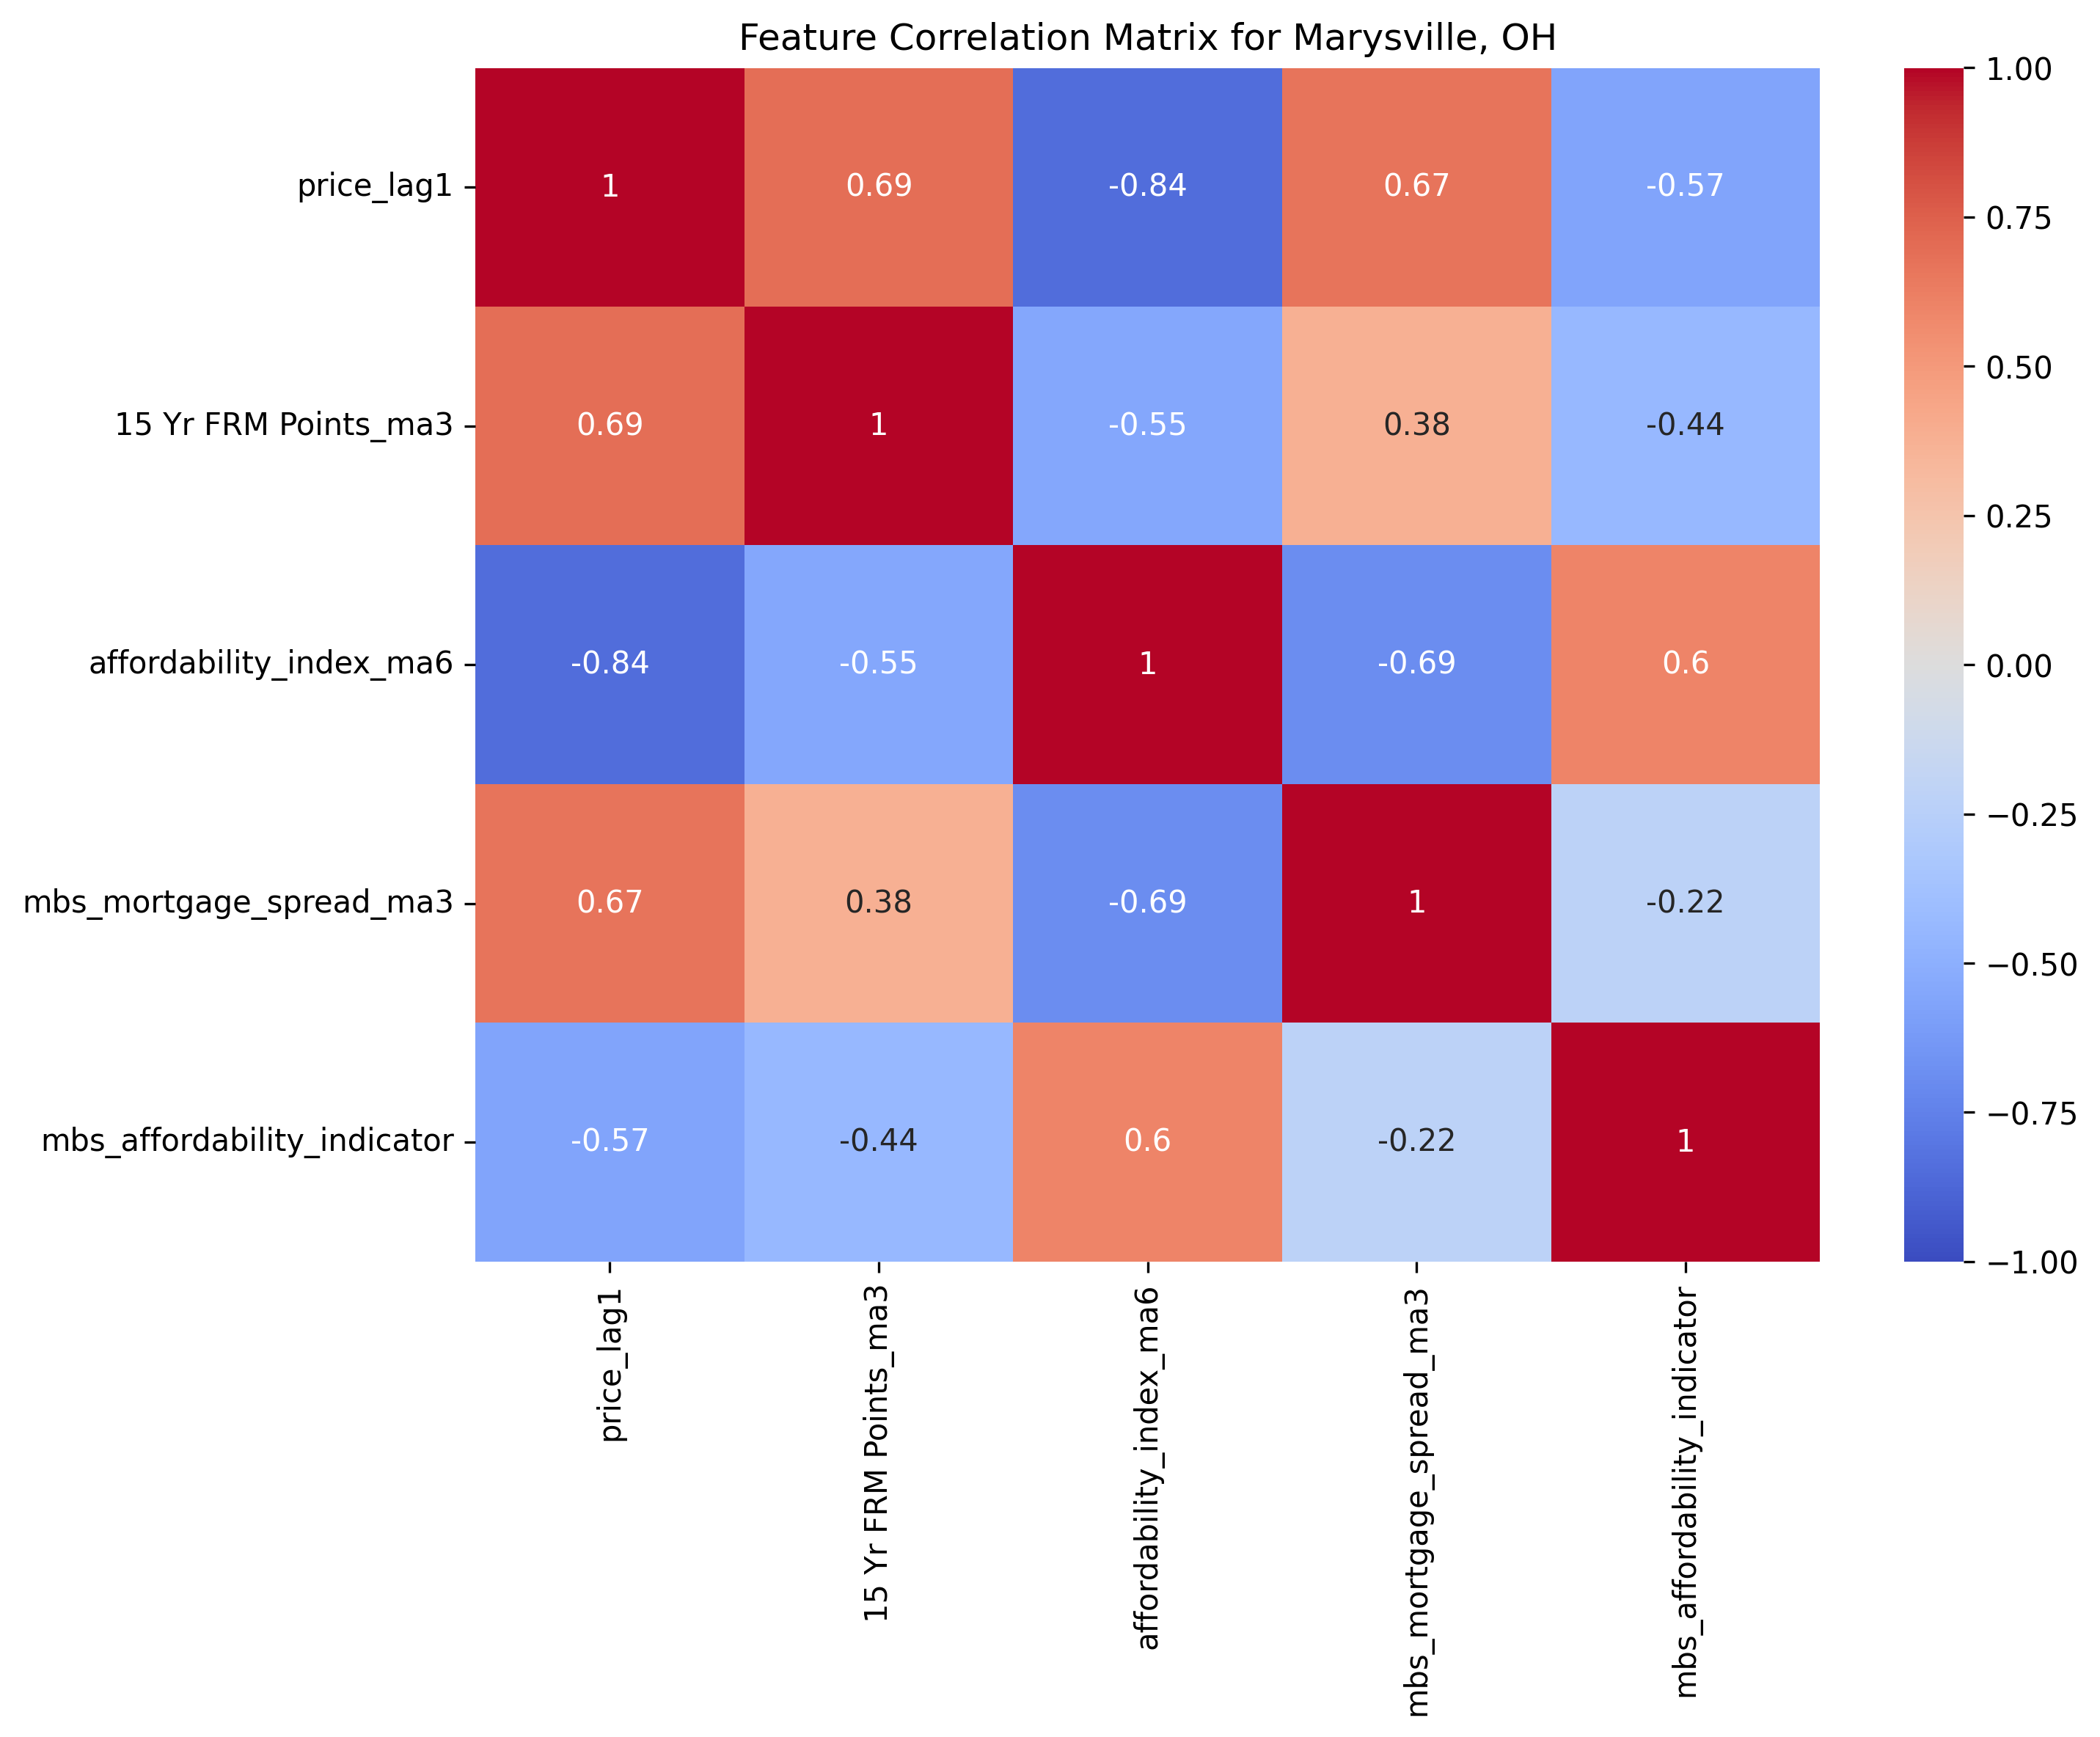 Feature Correlation Matrix for Marysville, OH
price_lag1 1 0.69 -0.84 0.67 -0.57
15 Yr FRM Points_ma3 0.69 1 -0.55 0.38 -0.44
affordability_index_ma6 -0.84 -0.55 1 -0.69 0.6
mbs_mortgage_spread_ma3 0.67 0.38 -0.69 1 -0.22
mbs_affordability_indicator -0.57 -0.44 0.6 -0.22 1
price_lag1
15 Yr FRM Points_ma3
affordability_index_ma6
mbs_mortgage_spread_ma3
mbs_affordability_indicator
1.00
0.75
0.50
0.25
0.00
−0.25
−0.50
−0.75
−1.00